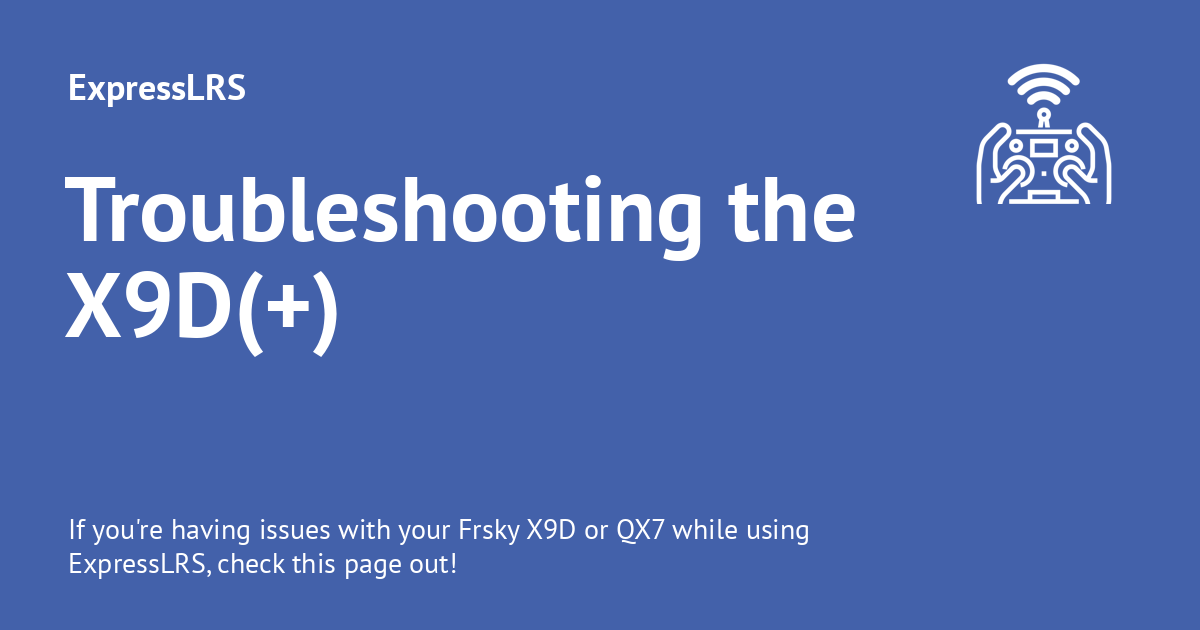 ExpressLRS
Troubleshooting the
X9D(+)
If you're having issues with your Frsky X9D or QX7 while using
ExpressLRS, check this page out!